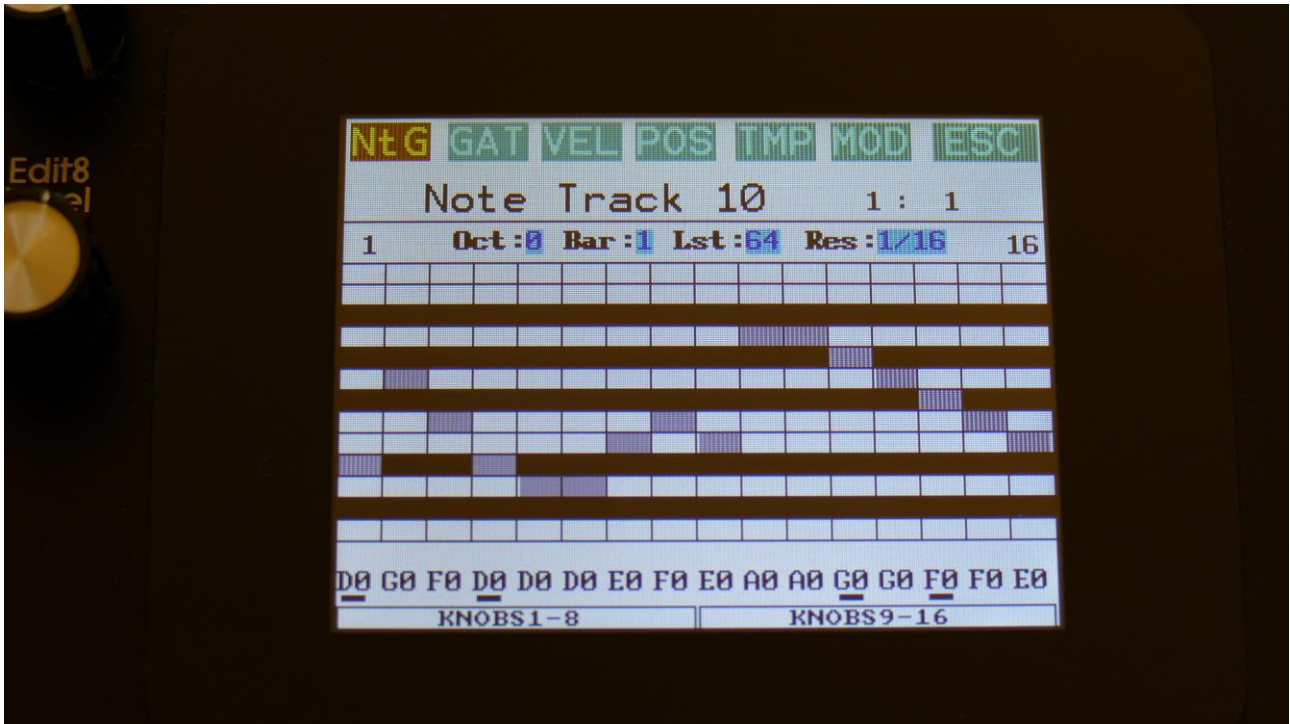 NtG GAT VEL POS TMP MOD ESC
Edit8
Note Track 10 1: 1
1 Oct:0 Bar:1 Lst:64 Res:1/16 16
D0 G0 F0 D0 D0 D0 E0 F0 E0 A0 A0 G0 G0 F0 F0 E0
KNOBS1-8 KNOBS9-16